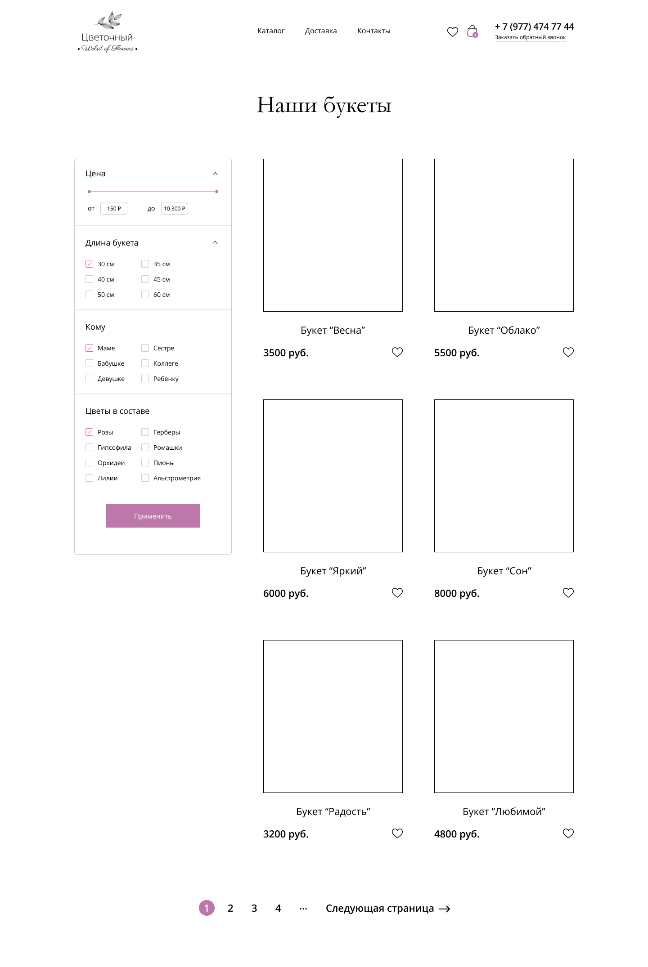 Цветочный
World of Flowers
Каталог Доставка Контакты
+ 7 (977) 474 77 44
Заказать обратный звонок
Наши букеты
Цена
от 150 ₽ до 10 300 ₽
Длина букета
30 см 35 см
40 см 45 см
50 см 60 см
Кому
Маме Сестре
Бабушке Коллеге
Девушке Ребенку
Цветы в составе
Розы Герберы
Гипсофила Ромашки
Орхидеи Пионы
Лилии Альстрометрия
Применить
Букет “Весна”
3500 руб.
Букет “Облако”
5500 руб.
Букет “Яркий”
6000 руб.
Букет “Сон”
8000 руб.
Букет “Радость”
3200 руб.
Букет “Любимой”
4800 руб.
1 2 3 4 ... Следующая страница →